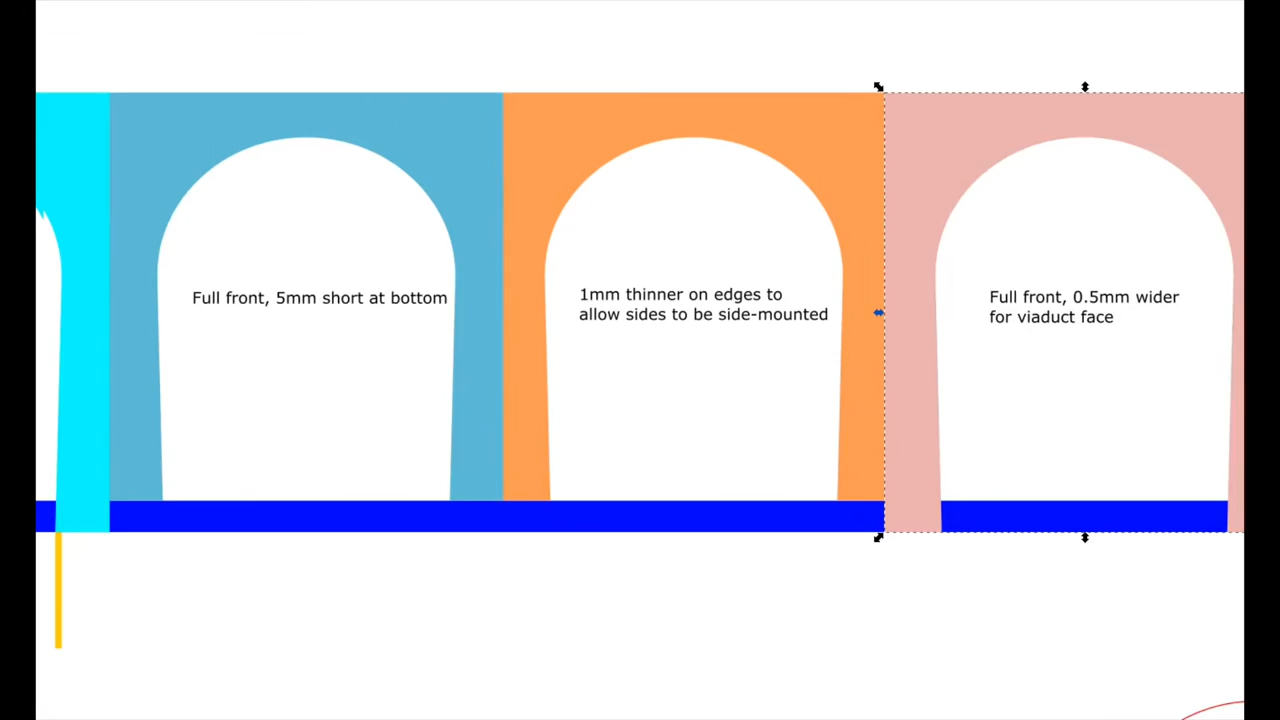 Full front, 5mm short at bottom
1mm thinner on edges to
allow sides to be side-mounted
Full front, 0.5mm wider
for viaduct face